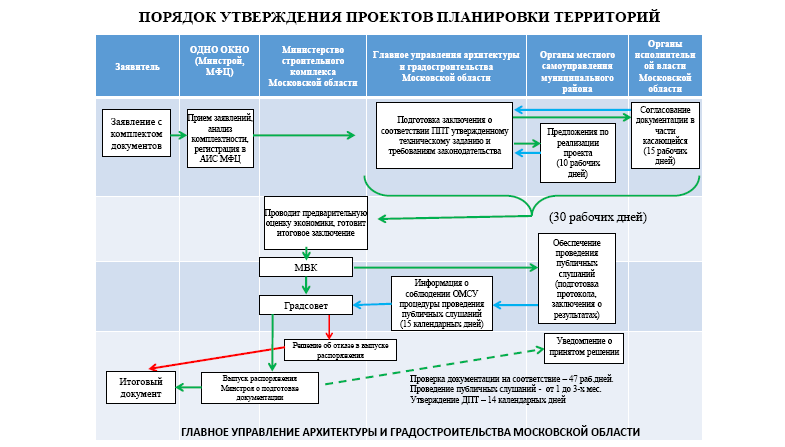 ПОРЯДОК УТВЕРЖДЕНИЯ ПРОЕКТОВ ПЛАНИРОВКИ ТЕРРИТОРИЙ
Заявитель
ОДНО ОКНО
(Минстрой,
МФЦ)
Министерство
строительного
комплекса
Московской области
Главное управления архитектуры
и градостроительства
Московской области
Органы местного
самоуправления
муниципального
района
Органы
исполнительн
ой власти
Московской
области
Заявление с
комплектом
документов
Прием заявлений,
анализ
комплектности,
регистрация в
АИС МФЦ
Подготовка заключения о
соответствии ППТ утвержденному
техническому заданию и
требованиям законодательства
Предложения по
реализации
проекта
(10 рабочих
дней)
Согласование
документации в
части
касающейся
(15 рабочих
дней)
Проводит предварительную
оценку экономики, готовит
итоговое заключение
(30 рабочих дней)
МВК
Обеспечение
проведения
публичных
слушаний
(подготовка
протокола,
заключения о
результатах)
Градсовет
Информация о
соблюдении ОМСУ
процедуры проведения
публичных слушаний
(15 календарных дней)
Решение об отказе в выпуске
распоряжения
Уведомление о
принятом решении
Итоговый
документ
Выпуск распоряжения
Минстроя о подготовке
документации
Проверка документации на соответствие – 47 раб.дней.
Проведение публичных слушаний - от 1 до 3-х мес.
Утверждение ДПТ – 14 календарных дней
ГЛАВНОЕ УПРАВЛЕНИЕ АРХИТЕКТУРЫ И ГРАДОСТРОИТЕЛЬСТВА МОСКОВСКОЙ ОБЛАСТИ